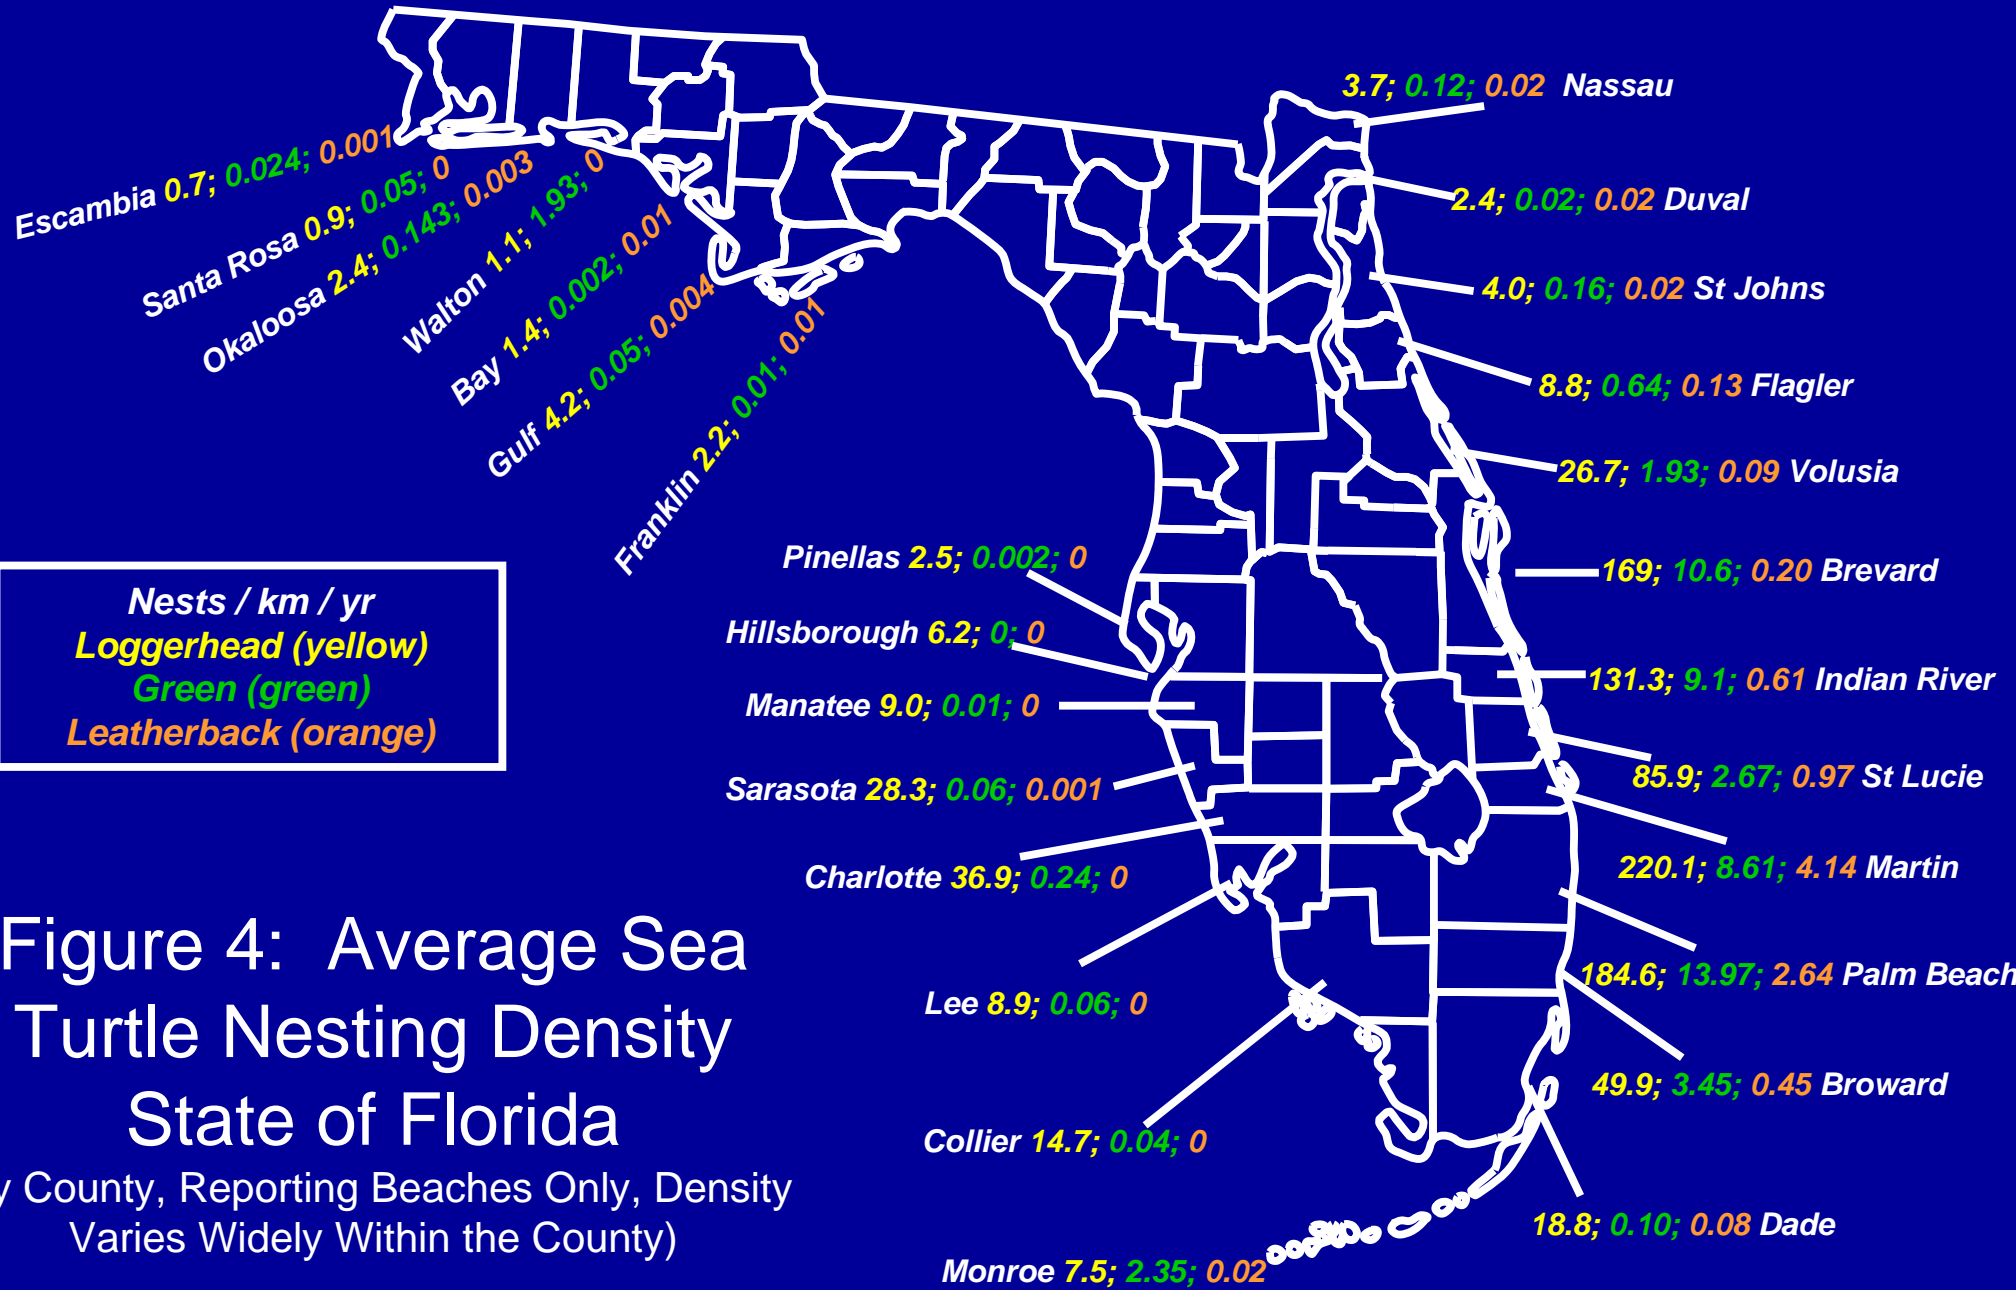 3.7; 0.12; 0.02 Nassau
Escambia 0.7; 0.024; 0.001
Santa Rosa 0.9; 0.05; 0
Okaloosa 2.4; 0.143; 0.003
Walton 1.1; 1.93; 0
Bay 1.4; 0.002; 0.01
Gulf 4.2; 0.05; 0.004
Franklin 2.2; 0.01; 0.01
2.4; 0.02; 0.02 Duval
4.0; 0.16; 0.02 St Johns
8.8; 0.64; 0.13 Flagler
26.7; 1.93; 0.09 Volusia
169; 10.6; 0.20 Brevard
131.3; 9.1; 0.61 Indian River
85.9; 2.67; 0.97 St Lucie
220.1; 8.61; 4.14 Martin
184.6; 13.97; 2.64 Palm Beach
49.9; 3.45; 0.45 Broward
18.8; 0.10; 0.08 Dade
Pinellas 2.5; 0.002; 0
Hillsborough 6.2; 0; 0
Manatee 9.0; 0.01; 0
Sarasota 28.3; 0.06; 0.001
Charlotte 36.9; 0.24; 0
Lee 8.9; 0.06; 0
Collier 14.7; 0.04; 0
Monroe 7.5; 2.35; 0.02
Nests / km / yr
Loggerhead (yellow)
Green (green)
Leatherback (orange)
Figure 4: Average Sea
Turtle Nesting Density
State of Florida
y County, Reporting Beaches Only, Density
Varies Widely Within the County)